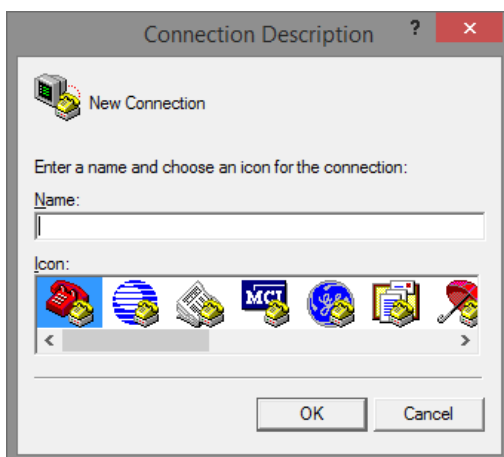 Connection Description ?
New Connection
Enter a name and choose an icon for the connection:
Name:
Icon:
MCI
OK Cancel